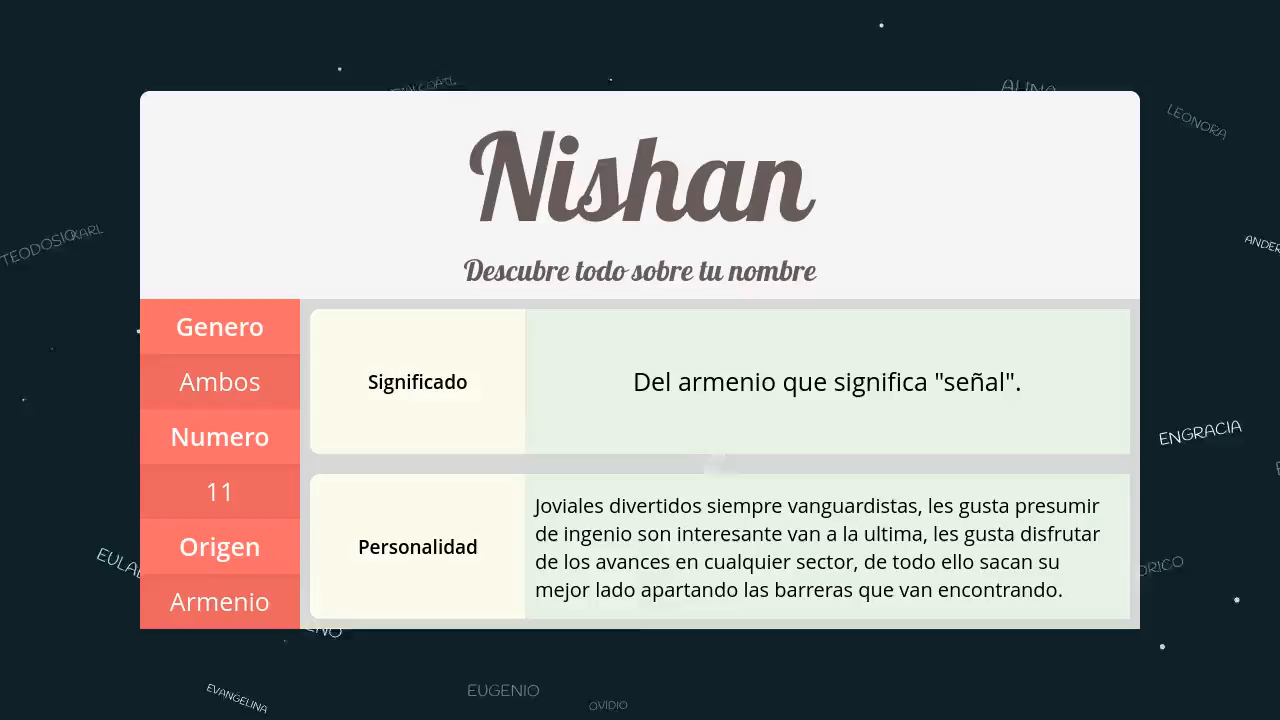 ALINA
LEONORA
Nishan
TEODOSIO
KARL
ANDER
Descubre todo sobre tu nombre
Genero
Ambos
Numero
11
Origen
Armenio
Significado
Del armenio que significa "señal".
ENGRACIA
Personalidad
Joviales divertidos siempre vanguardistas, les gusta presumir
de ingenio son interesante van a la ultima, les gusta disfrutar
de los avances en cualquier sector, de todo ello sacan su
mejor lado apartando las barreras que van encontrando.
EVANGELINA
EUGENIO
OVIDIO